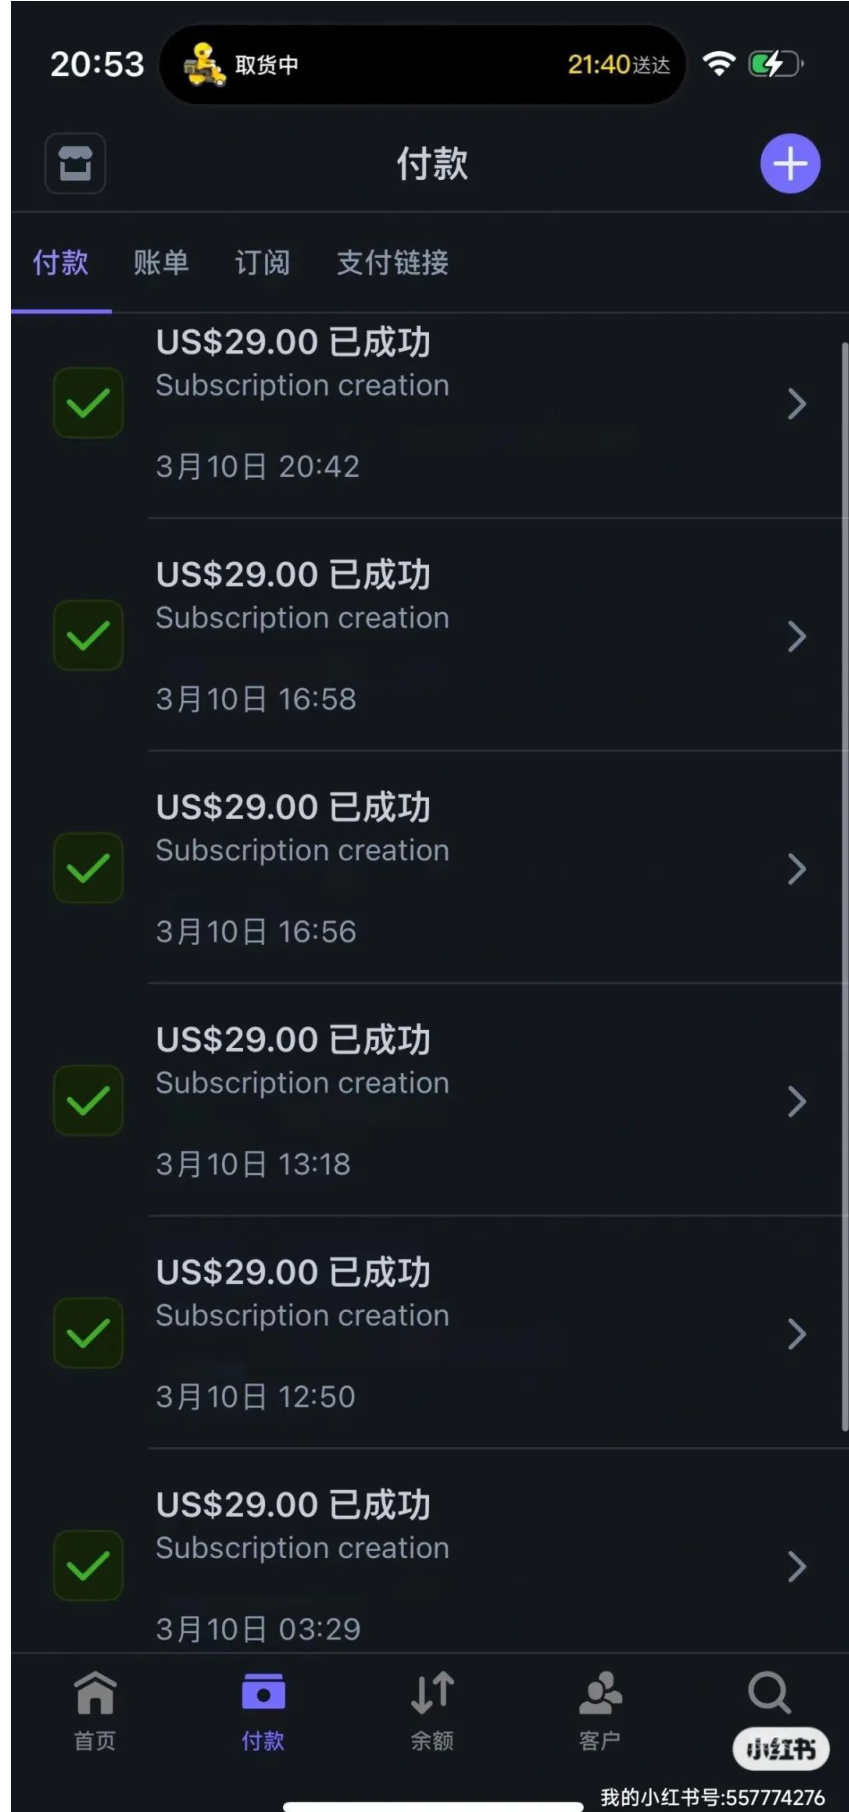 20:53
取货中
21:40送达
付款
付款 账单 订阅 支付链接
US$29.00 已成功
Subscription creation
3月10日 20:42
US$29.00 已成功
Subscription creation
3月10日 16:58
US$29.00 已成功
Subscription creation
3月10日 16:56
US$29.00 已成功
Subscription creation
3月10日 13:18
US$29.00 已成功
Subscription creation
3月10日 12:50
US$29.00 已成功
Subscription creation
3月10日 03:29
首页 付款 余额 客户
小红书
我的小红书号:557774276